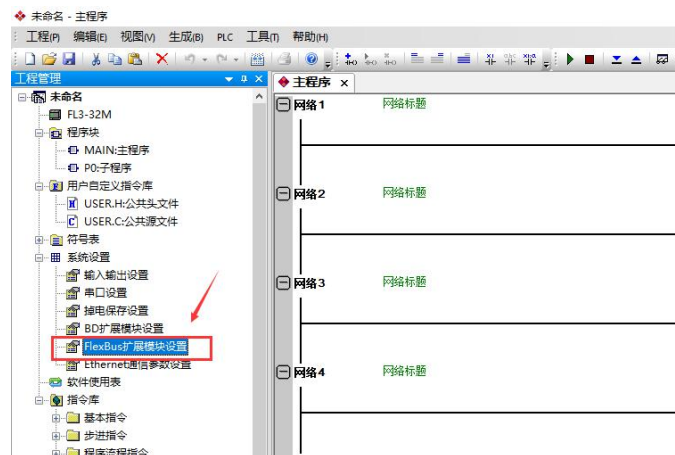 未命名 - 主程序
工程(P) 编辑(E) 视图(V) 生成(B) PLC 工具(T) 帮助(H)
工程管理
主程序 x
未命名
FL3-32M
程序块
MAIN:主程序
P0:子程序
用户自定义指令库
USER.H:公共头文件
USER.C:公共源文件
符号表
系统设置
输入输出设置
串口设置
掉电保存设置
BD扩展模块设置
FlexBus扩展模块设置
Ethernet通信参数设置
软件使用表
指令库
基本指令
步进指令
程序流程指令
网络1 网络标题
网络2 网络标题
网络3 网络标题
网络4 网络标题